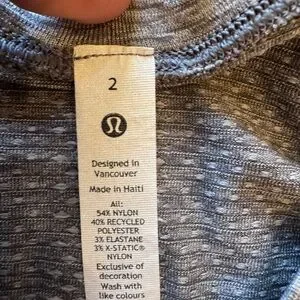 2
Designed in
Vancouver
Made in Haiti
All:
54% NYLON
40% RECYCLED
POLYESTER
3% ELASTANE
3% X-STATIC®
NYLON
Exclusive of
decoration
Wash with
like colours